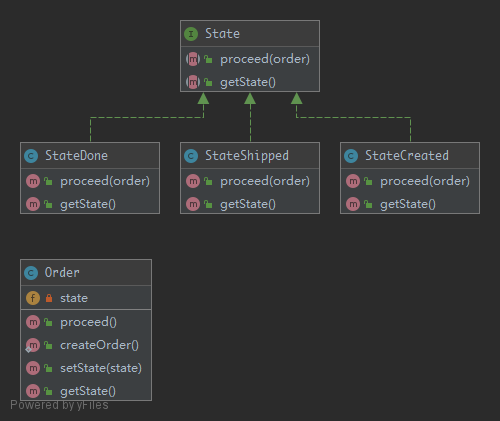 State
proceed(order)
getState()
StateDone
proceed(order)
getState()
StateShipped
proceed(order)
getState()
StateCreated
proceed(order)
getState()
Order
state
proceed()
createOrder()
setState(state)
getState()
Powered by yFiles